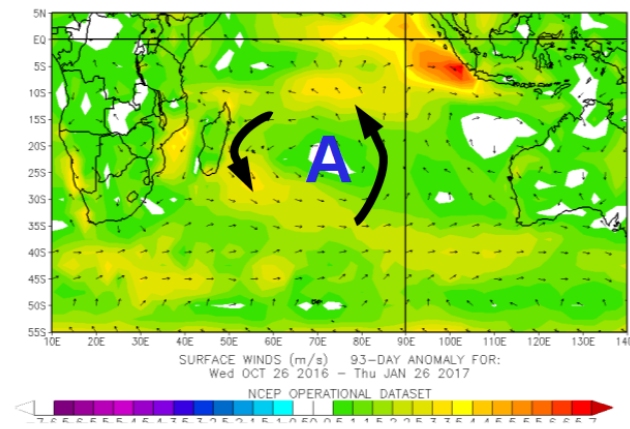 5N
EQ
5S
10S
15S
20S
25S
30S
35S
40S
45S
50S
55S
A
10E 20E 30E 40E 50E 60E 70E 80E 90E 100E 110E 120E 130E
SURFACE WINDS (m/s) 93-DAY ANOMALY FOR:
Wed OCT 26 2016 - Thu JAN 26 2017
NCEP OPERATIONAL DATASET